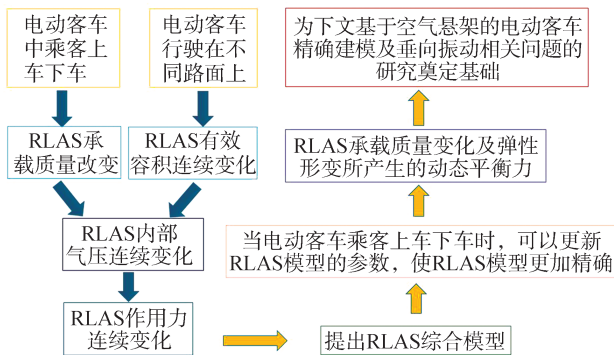 电动客车
中乘客上
车下车
电动客车
行驶在不
同路面上
RLAS承
载质量改变
RLAS有效
容积连续变化
RLAS内部
气压连续变化
RLAS作用力
连续变化
提出RLAS综合模型
当电动客车乘客上车下车时，可以更新
RLAS模型的参数，使RLAS模型更加精确
RLAS承载质量变化及弹性
形变所产生的动态平衡力
为下文基于空气悬架的电动客车
精确建模及垂向振动相关问题的
研究奠定基础